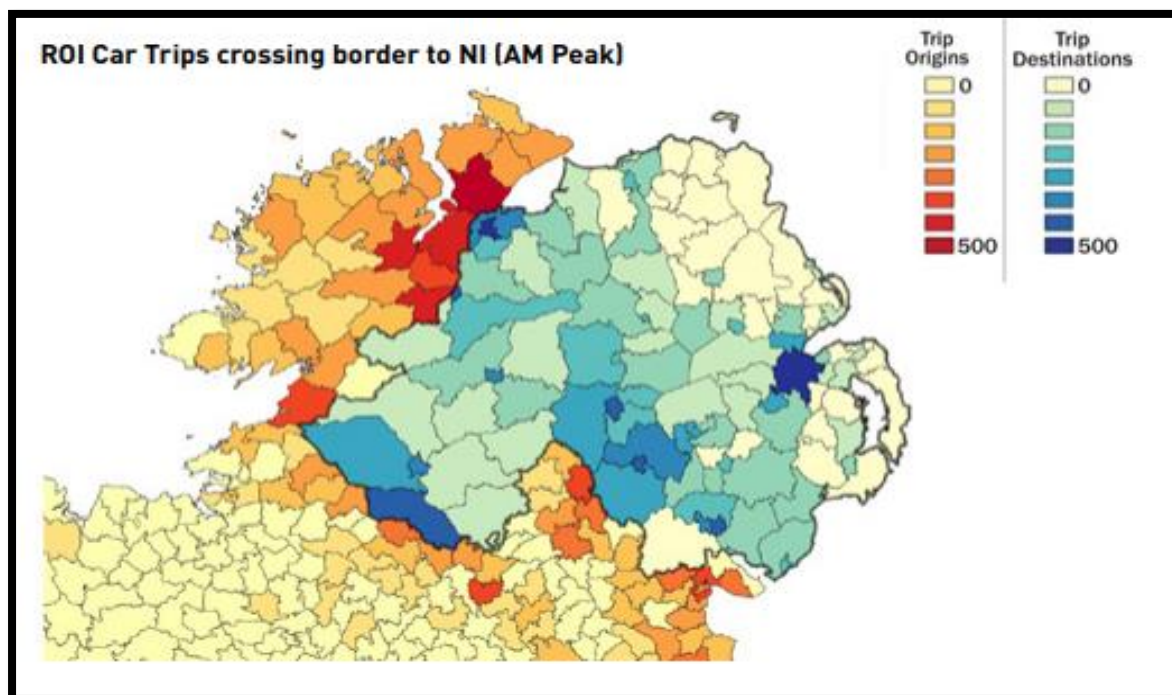 ROI Car Trips crossing border to NI (AM Peak)
Trip
Origins
0
500
Trip
Destinations
0
500